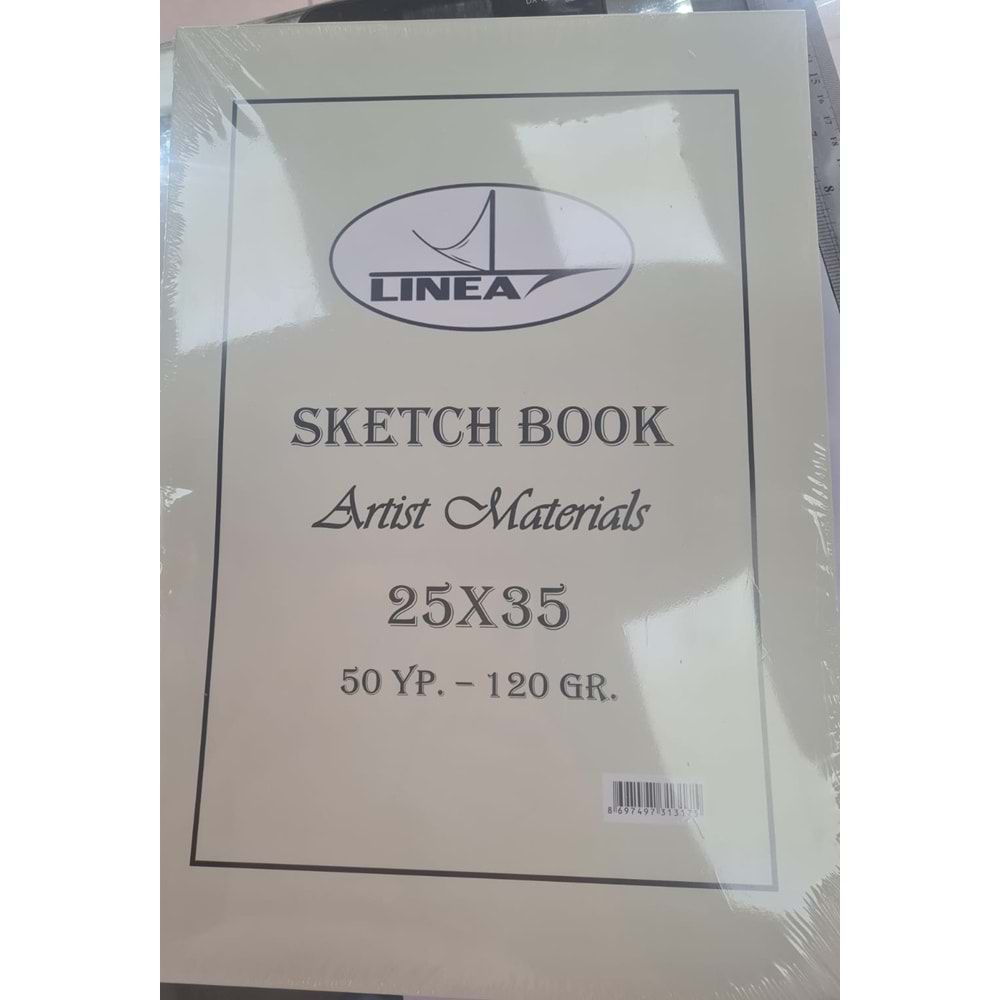 LINEA
SKETCH BOOK
Artist Materials
25X35
50 YP. – 120 GR.